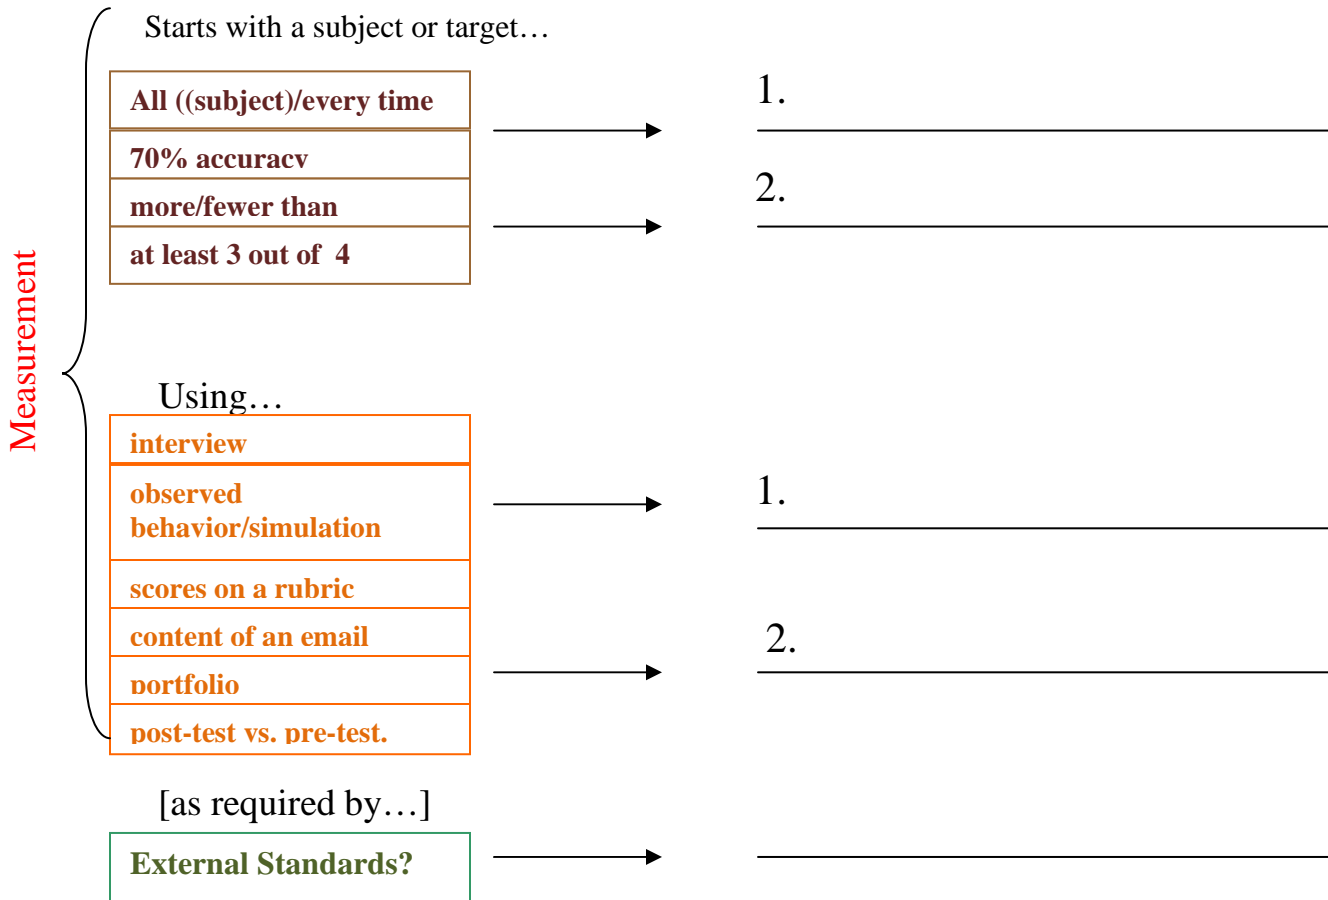 Starts with a subject or target…
All ((subject)/every time
1.
70% accuracy
more/fewer than
2.
at least 3 out of 4
Measurement
Using…
interview
observed
behavior/simulation
1.
scores on a rubric
content of an email
2.
portfolio
post-test vs. pre-test.
[as required by…]
External Standards?